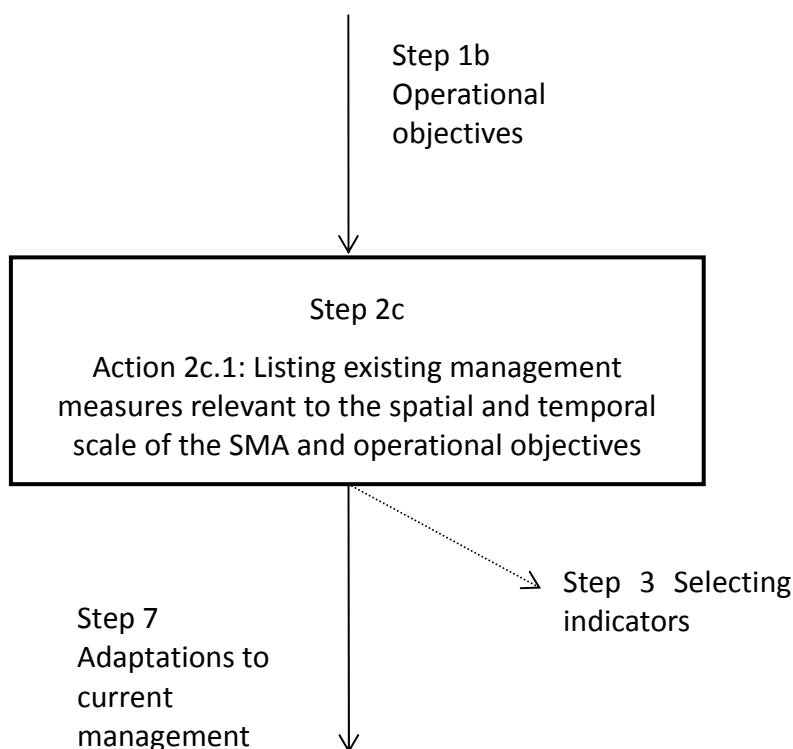 Step 1b
Operational
objectives
Step 2c
Action 2c.1: Listing existing management
measures relevant to the spatial and temporal
scale of the SMA and operational objectives
Step 3 Selecting
indicators
Step 7
Adaptations to
current
management